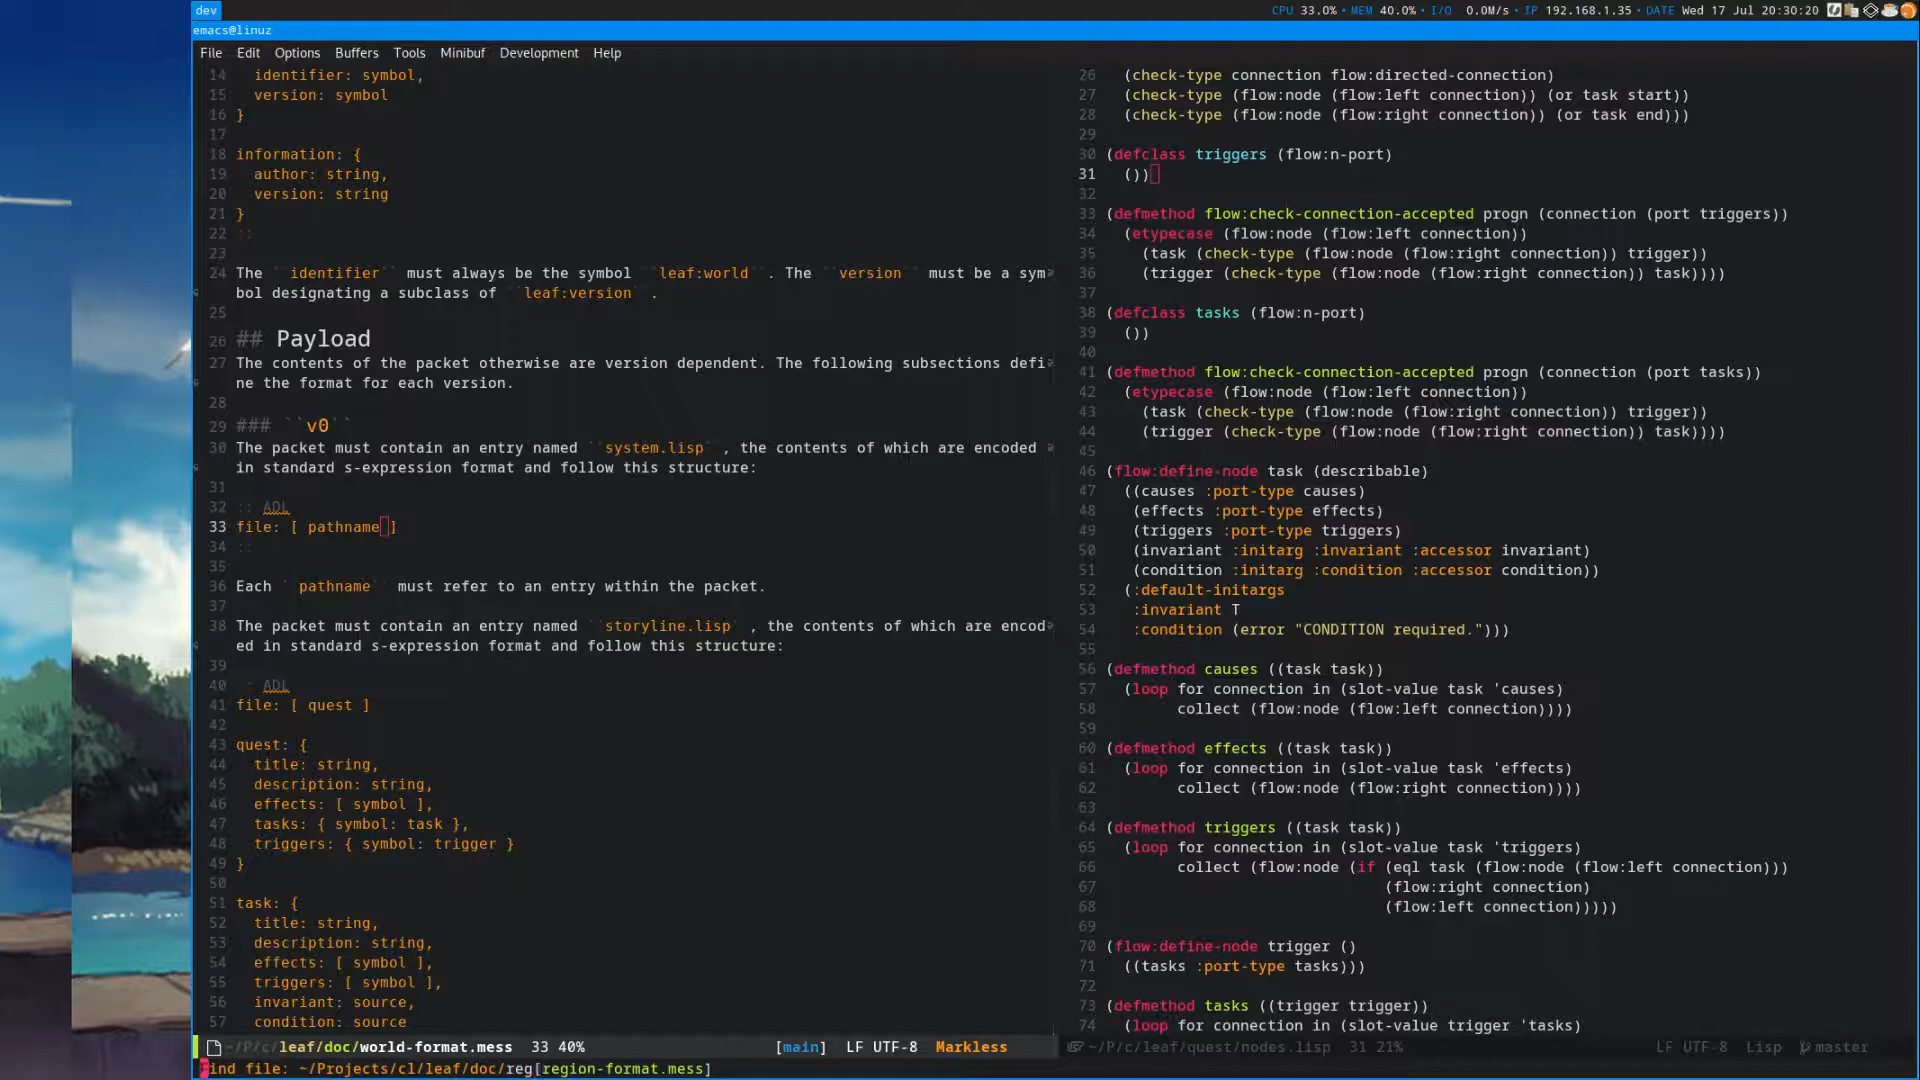 dev
CPU 33.0% • MEM 40.0% • I/O 0.0M/s • IP 192.168.1.35 • DATE Wed 17 Jul 20:30:20
emacs@linuz
File Edit Options Buffers Tools Minibuf Development Help
14 identifier: symbol,
15 version: symbol
16 }
17
18 information: {
19 author: string,
20 version: string
21 }
22 ::
23
24 The ``identifier`` must always be the symbol ``leaf:world``. The ``version`` must be a sym
bol designating a subclass of ``leaf:version``.
25
26 ## Payload
27 The contents of the packet otherwise are version dependent. The following subsections defi
ne the format for each version.
28
29 ### ``v0``
30 The packet must contain an entry named ``system.lisp``, the contents of which are encoded
in standard s-expression format and follow this structure:
31
32 :: ADL
33 file: [ pathname ]
34 ::
35
36 Each ``pathname`` must refer to an entry within the packet.
37
38 The packet must contain an entry named ``storyline.lisp``, the contents of which are encod
ed in standard s-expression format and follow this structure:
39
40 :: ADL
41 file: [ quest ]
42
43 quest: {
44 title: string,
45 description: string,
46 effects: [ symbol ],
47 tasks: { symbol: task },
48 triggers: { symbol: trigger }
49 }
50
51 task: {
52 title: string,
53 description: string,
54 effects: [ symbol ],
55 triggers: [ symbol ],
56 invariant: source,
57 condition: source
~/P/c/leaf/doc/world-format.mess 33 40% [main] LF UTF-8 Markless
26 (check-type connection flow:directed-connection)
27 (check-type (flow:node (flow:left connection)) (or task start))
28 (check-type (flow:node (flow:right connection)) (or task end)))
29
30 (defclass triggers (flow:n-port)
31 ())
32
33 (defmethod flow:check-connection-accepted progn (connection (port triggers))
34 (etypecase (flow:node (flow:left connection))
35 (task (check-type (flow:node (flow:right connection)) trigger))
36 (trigger (check-type (flow:node (flow:right connection)) task))))
37
38 (defclass tasks (flow:n-port)
39 ())
40
41 (defmethod flow:check-connection-accepted progn (connection (port tasks))
42 (etypecase (flow:node (flow:left connection))
43 (task (check-type (flow:node (flow:right connection)) trigger))
44 (trigger (check-type (flow:node (flow:right connection)) task))))
45
46 (flow:define-node task (describable)
47 ((causes :port-type causes)
48 (effects :port-type effects)
49 (triggers :port-type triggers)
50 (invariant :initarg :invariant :accessor invariant)
51 (condition :initarg :condition :accessor condition))
52 (:default-initargs
53 :invariant T
54 :condition (error "CONDITION required.")))
55
56 (defmethod causes ((task task))
57 (loop for connection in (slot-value task 'causes)
58 collect (flow:node (flow:left connection))))
59
60 (defmethod effects ((task task))
61 (loop for connection in (slot-value task 'effects)
62 collect (flow:node (flow:right connection))))
63
64 (defmethod triggers ((task task))
65 (loop for connection in (slot-value task 'triggers)
66 collect (flow:node (if (eql task (flow:node (flow:left connection)))
67 (flow:right connection)
68 (flow:left connection)))))
69
70 (flow:define-node trigger ()
71 ((tasks :port-type tasks)))
72
73 (defmethod tasks ((trigger trigger))
74 (loop for connection in (slot-value trigger 'tasks)
~/P/c/leaf/quest/nodes.lisp 31 21% LF UTF-8 Lisp master
Find file: ~/Projects/cl/leaf/doc/reg[region-format.mess]